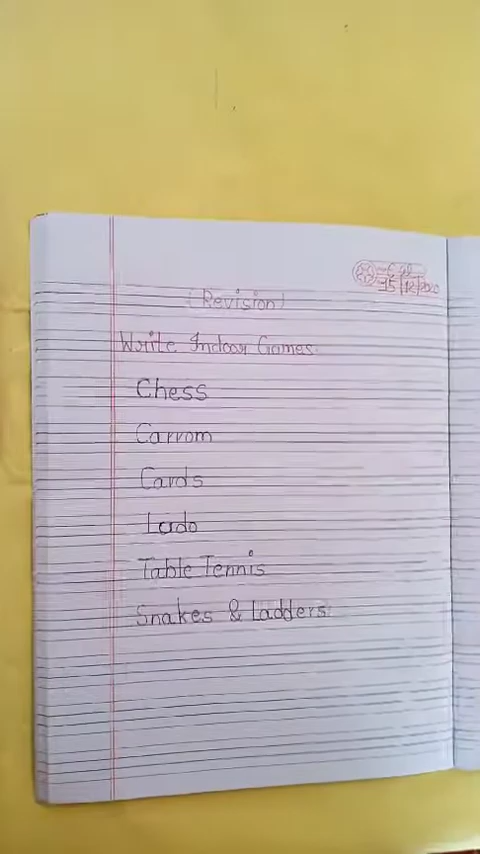 (Revision)
Write Indoor Games
Chess
Carrom
Cards
Ludo
Table Tennis
Snakes & Ladders